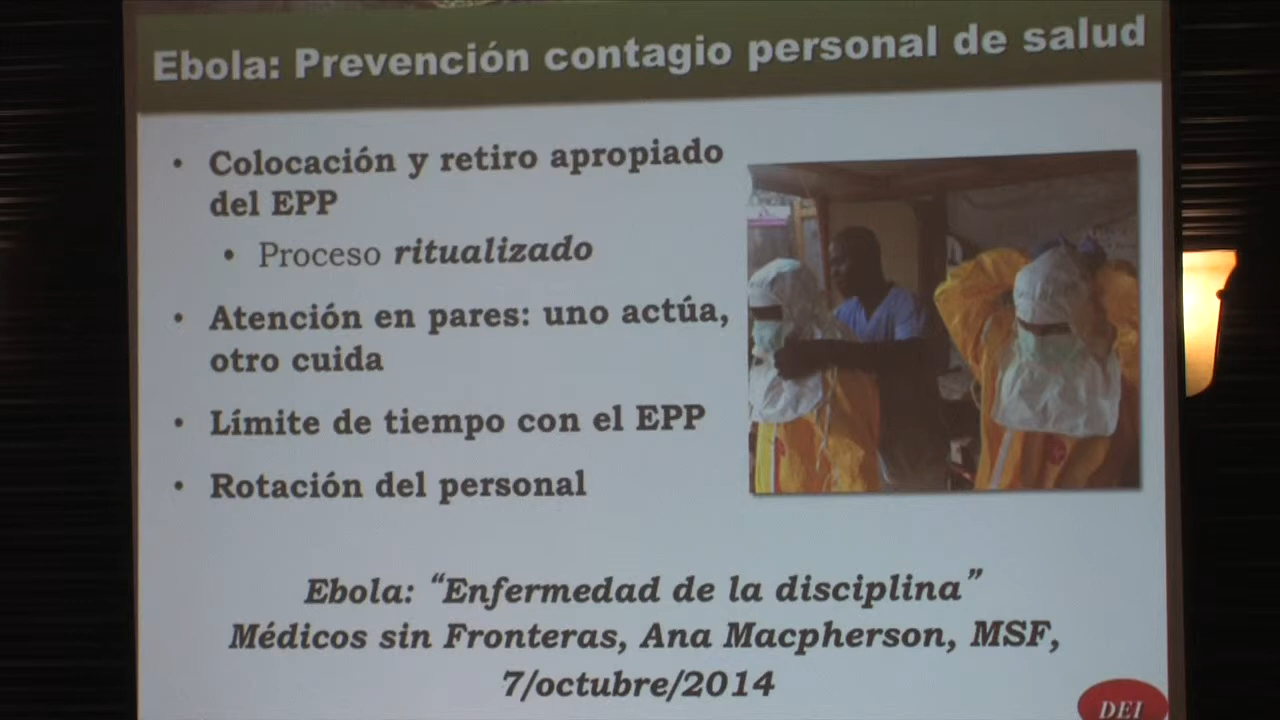 Ebola: Prevención contagio personal de salud
• Colocación y retiro apropiado
del EPP
• Proceso ritualizado
• Atención en pares: uno actúa,
otro cuida
• Límite de tiempo con el EPP
• Rotación del personal
Ebola: “Enfermedad de la disciplina”
Médicos sin Fronteras, Ana Macpherson, MSF,
7/octubre/2014
DEI